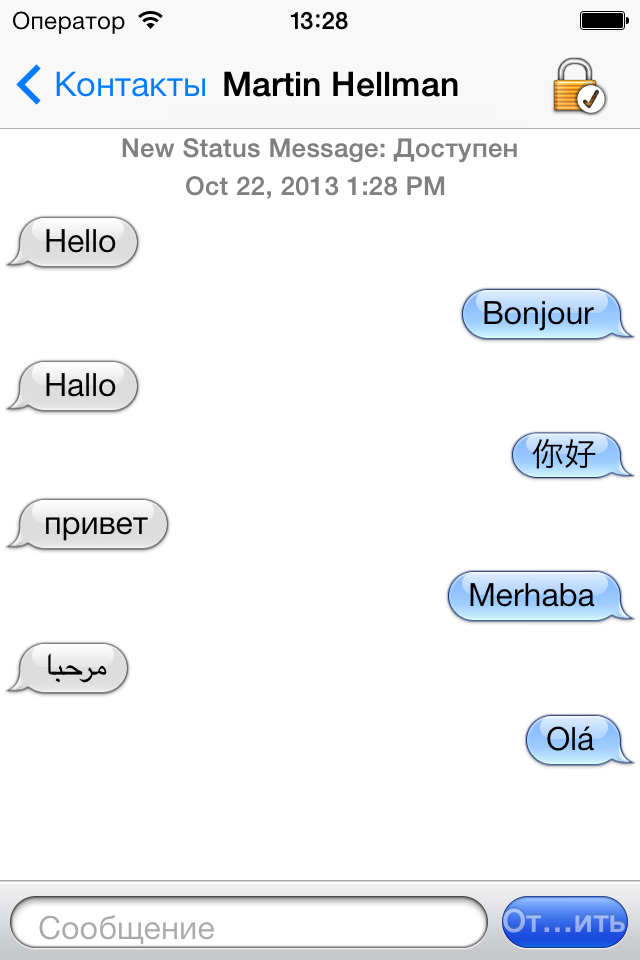 Оператор 13:28
Контакты Martin Hellman
New Status Message: Доступен
Oct 22, 2013 1:28 PM
Hello
Bonjour
Hallo
你好
привет
Merhaba
مرحبا
Olá
Сообщение От...ить